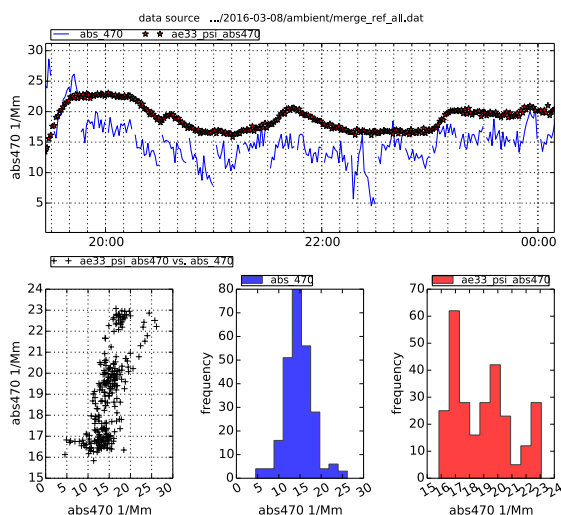 data source .../2016-03-08/ambient/merge_ref_all.dat
abs_470 ae33_psi_abs470
abs470 1/Mm
30
25
20
15
10
5
20:00 22:00 00:00
ae33_psi_abs470 vs. abs_470
abs470 1/Mm
23
22
21
20
19
18
17
16
15
0 5 10 15 20 25 30
abs470 1/Mm
abs_470
frequency
80
70
60
50
40
30
20
10
0
0 5 10 15 20 25 30
abs470 1/Mm
ae33_psi_abs470
frequency
70
60
50
40
30
20
10
0
15 16 17 18 19 20 21 22 23 24
abs470 1/Mm